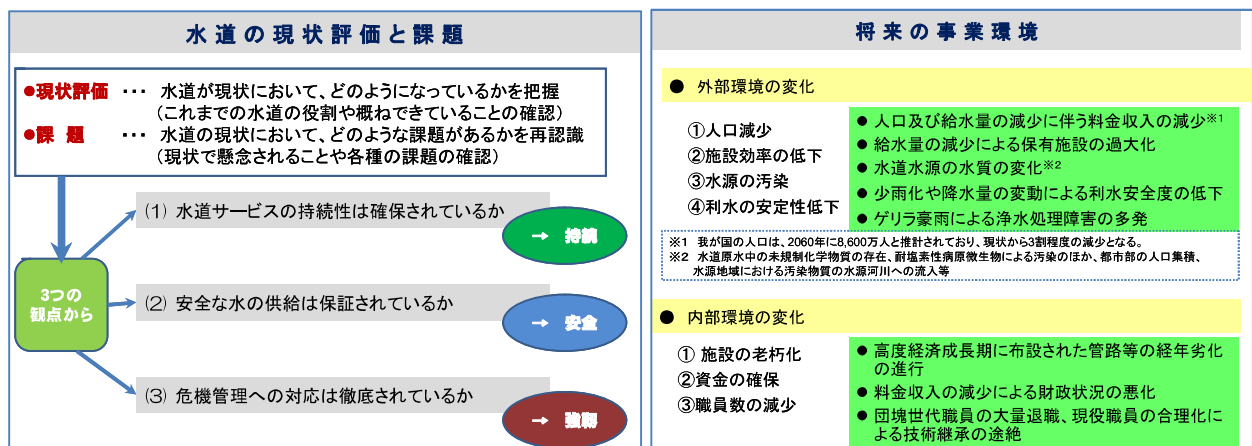 水道の現状評価と課題
●現状評価 ･･･ 水道が現状において、どのようになっているかを把握
(これまでの水道の役割や概ねできていることの確認)
●課 題 ･･･ 水道の現状において、どのような課題があるかを再認識
(現状で懸念されることや各種の課題の確認)
3つの
観点から
(1) 水道サービスの持続性は確保されているか
→ 持続
(2) 安全な水の供給は保証されているか
→ 安全
(3) 危機管理への対応は徹底されているか
→ 強靭
将来の事業環境
● 外部環境の変化
①人口減少
②施設効率の低下
③水源の汚染
④利水の安定性低下
● 人口及び給水量の減少に伴う料金収入の減少※1
● 給水量の減少による保有施設の過大化
● 水道水源の水質の変化※2
● 少雨化や降水量の変動による利水安全度の低下
● ゲリラ豪雨による浄水処理障害の多発
※1 我が国の人口は、2060年に8,600万人と推計されており、現状から3割程度の減少となる。
※2 水道原水中の未規制化学物質の存在、耐塩素性病原微生物による汚染のほか、都市部の人口集積、
水源地域における汚染物質の水源河川への流入等
● 内部環境の変化
① 施設の老朽化
②資金の確保
③職員数の減少
● 高度経済成長期に布設された管路等の経年劣化
の進行
● 料金収入の減少による財政状況の悪化
● 団塊世代職員の大量退職、現役職員の合理化に
よる技術継承の途絶